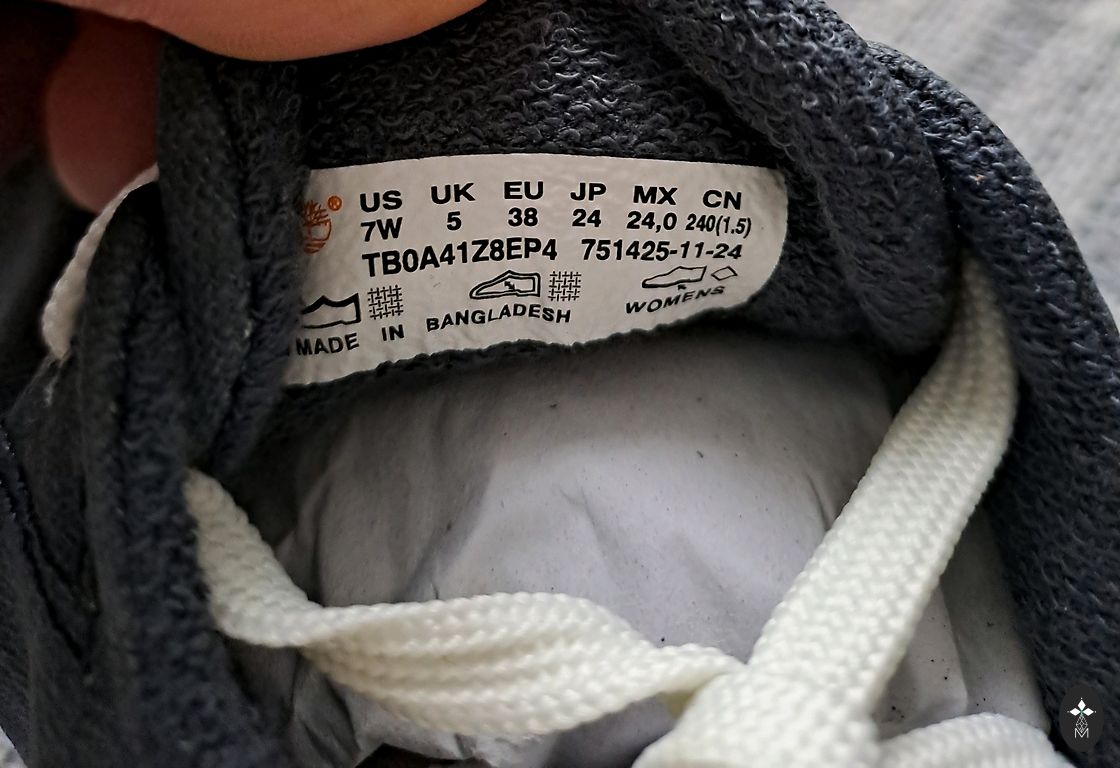 US UK EU JP MX CN
7W 5 38 24 24,0 240(1.5)
TB0A41Z8EP4 751425-11-24
WOMENS
MADE IN BANGLADESH
®
M